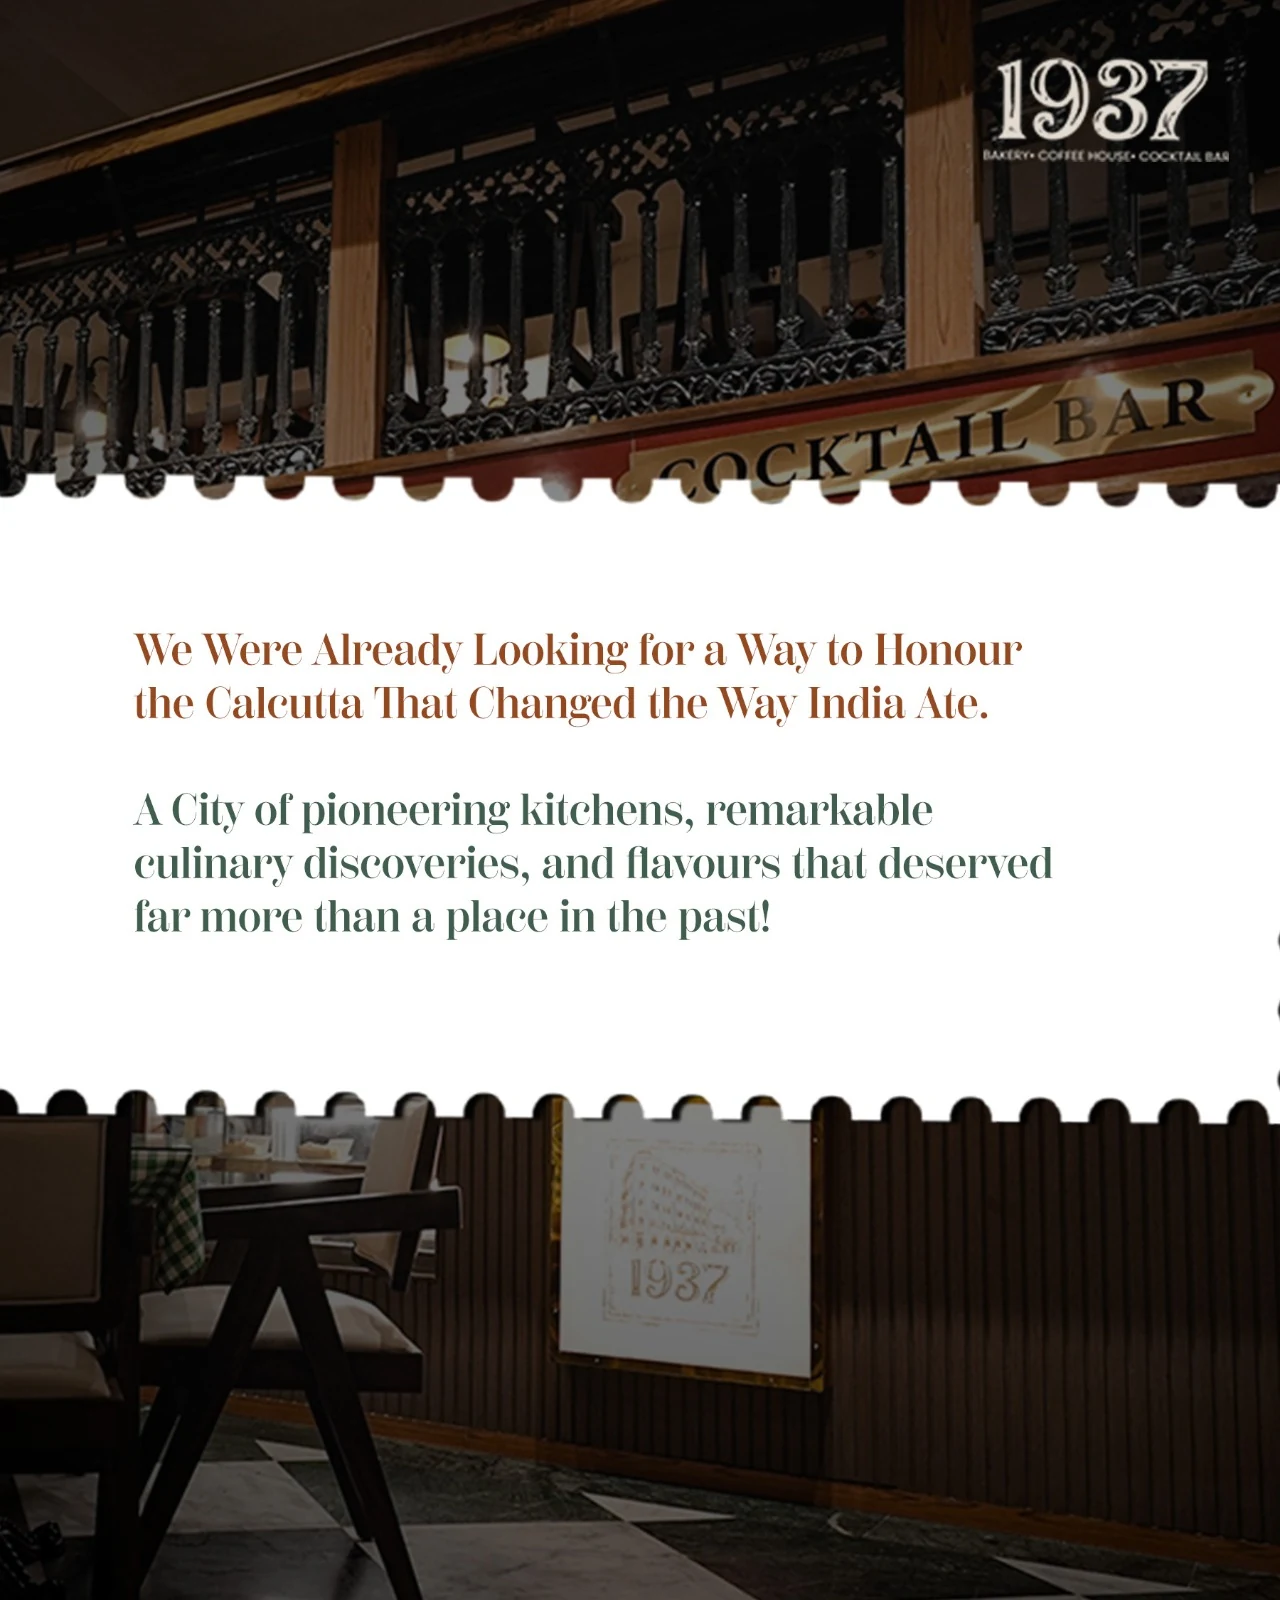 1937
BAKERY• COFFEE HOUSE• COCKTAIL BAR
COCKTAIL BAR
We Were Already Looking for a Way to Honour
the Calcutta That Changed the Way India Ate.
A City of pioneering kitchens, remarkable
culinary discoveries, and flavours that deserved
far more than a place in the past!
1937